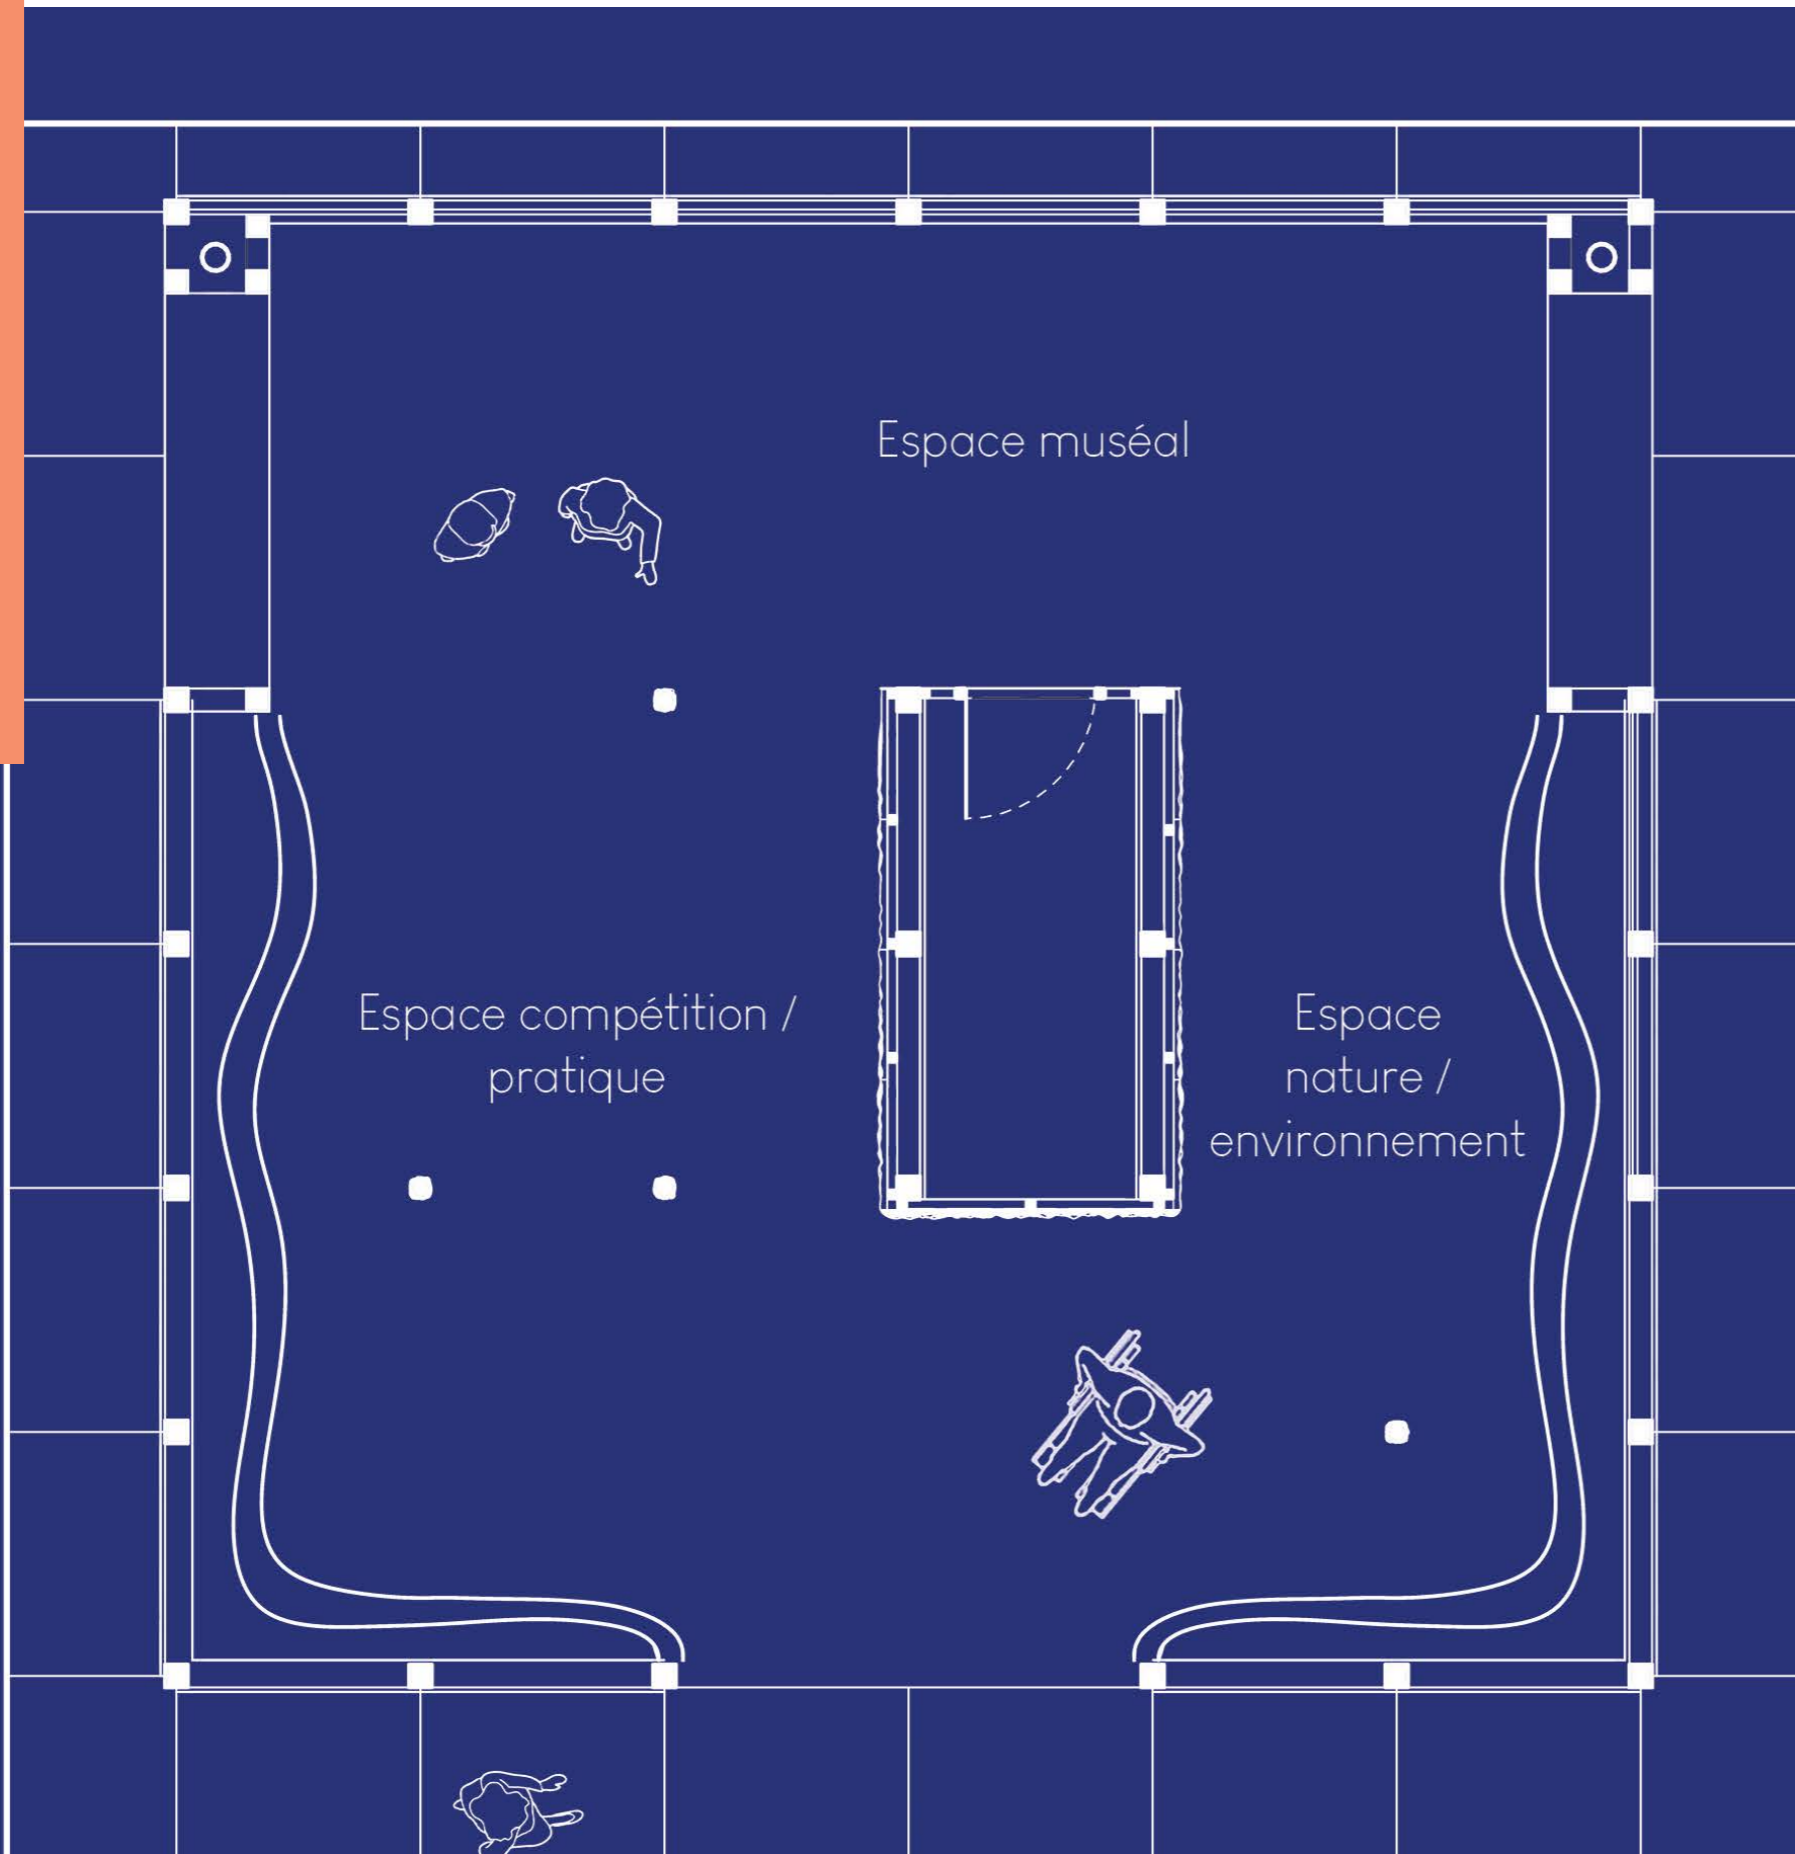 Espace muséal
Espace compétition /
pratique
Espace
nature /
environnement